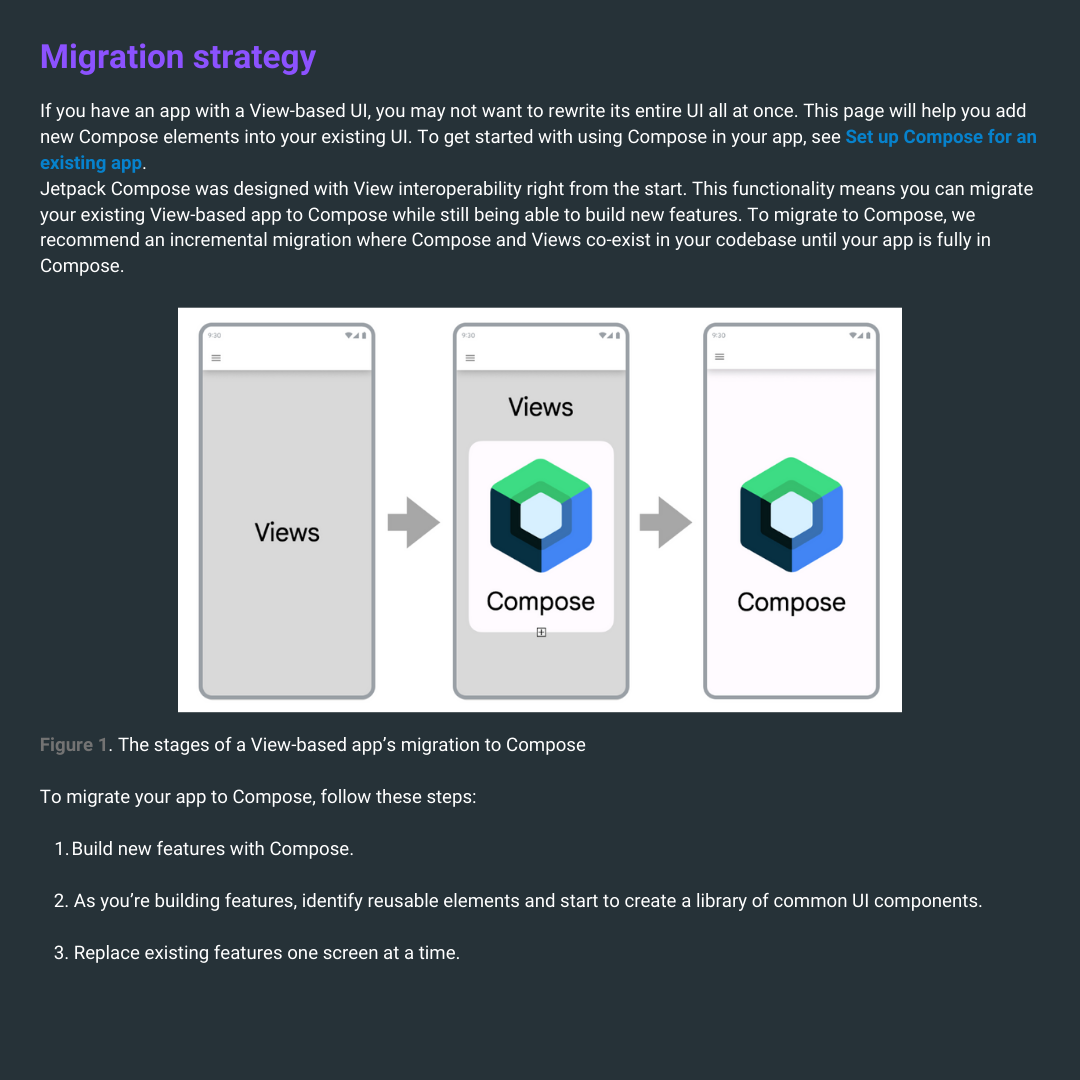 Migration strategy
If you have an app with a View-based UI, you may not want to rewrite its entire UI all at once. This page will help you add
new Compose elements into your existing UI. To get started with using Compose in your app, see Set up Compose for an
existing app.
Jetpack Compose was designed with View interoperability right from the start. This functionality means you can migrate
your existing View-based app to Compose while still being able to build new features. To migrate to Compose, we
recommend an incremental migration where Compose and Views co-exist in your codebase until your app is fully in
Compose.
9:30
Views
9:30
Views
Compose
9:30
Compose
Figure 1. The stages of a View-based app’s migration to Compose
To migrate your app to Compose, follow these steps:
1. Build new features with Compose.
2. As you’re building features, identify reusable elements and start to create a library of common UI components.
3. Replace existing features one screen at a time.